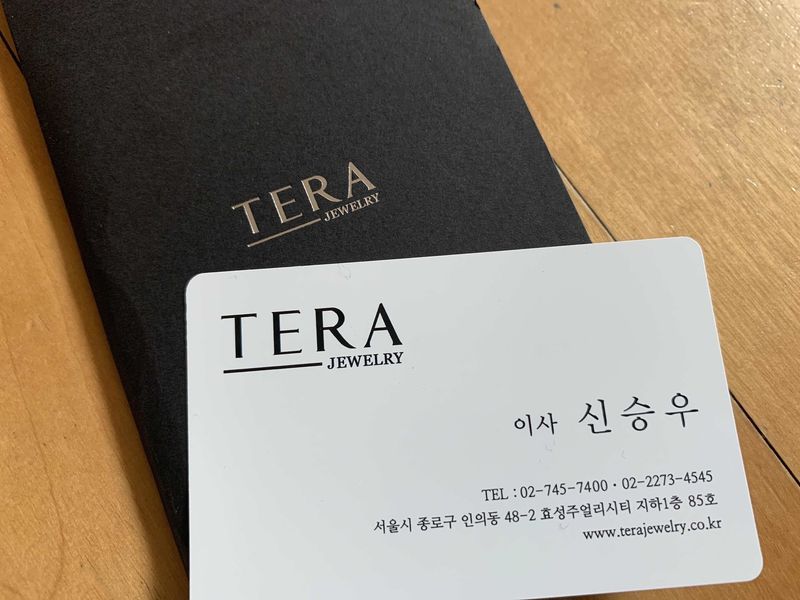 TERA
JEWELRY
TERA
JEWELRY
이사 신승우
TEL : 02-745-7400 · 02-2273-4545
서울시 종로구 인의동 48-2 효성주얼리시티 지하1층 85호
www.terajewelry.co.kr